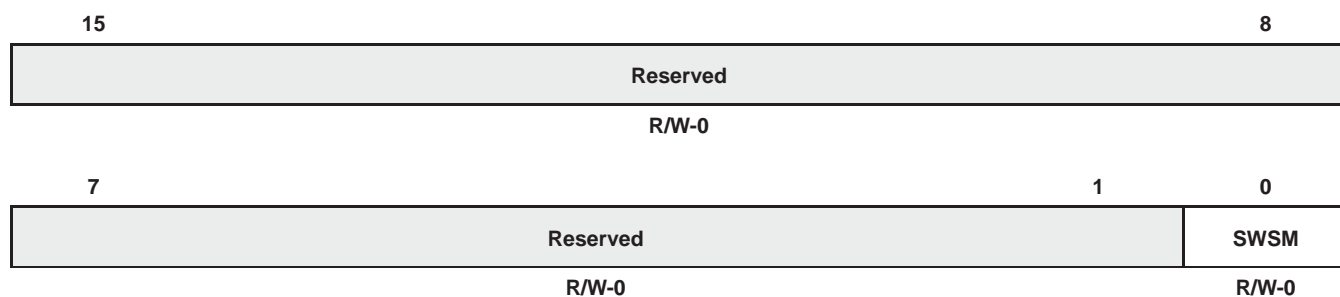 15 8
Reserved
R/W-0
7 1 0
Reserved SWSM
R/W-0 R/W-0